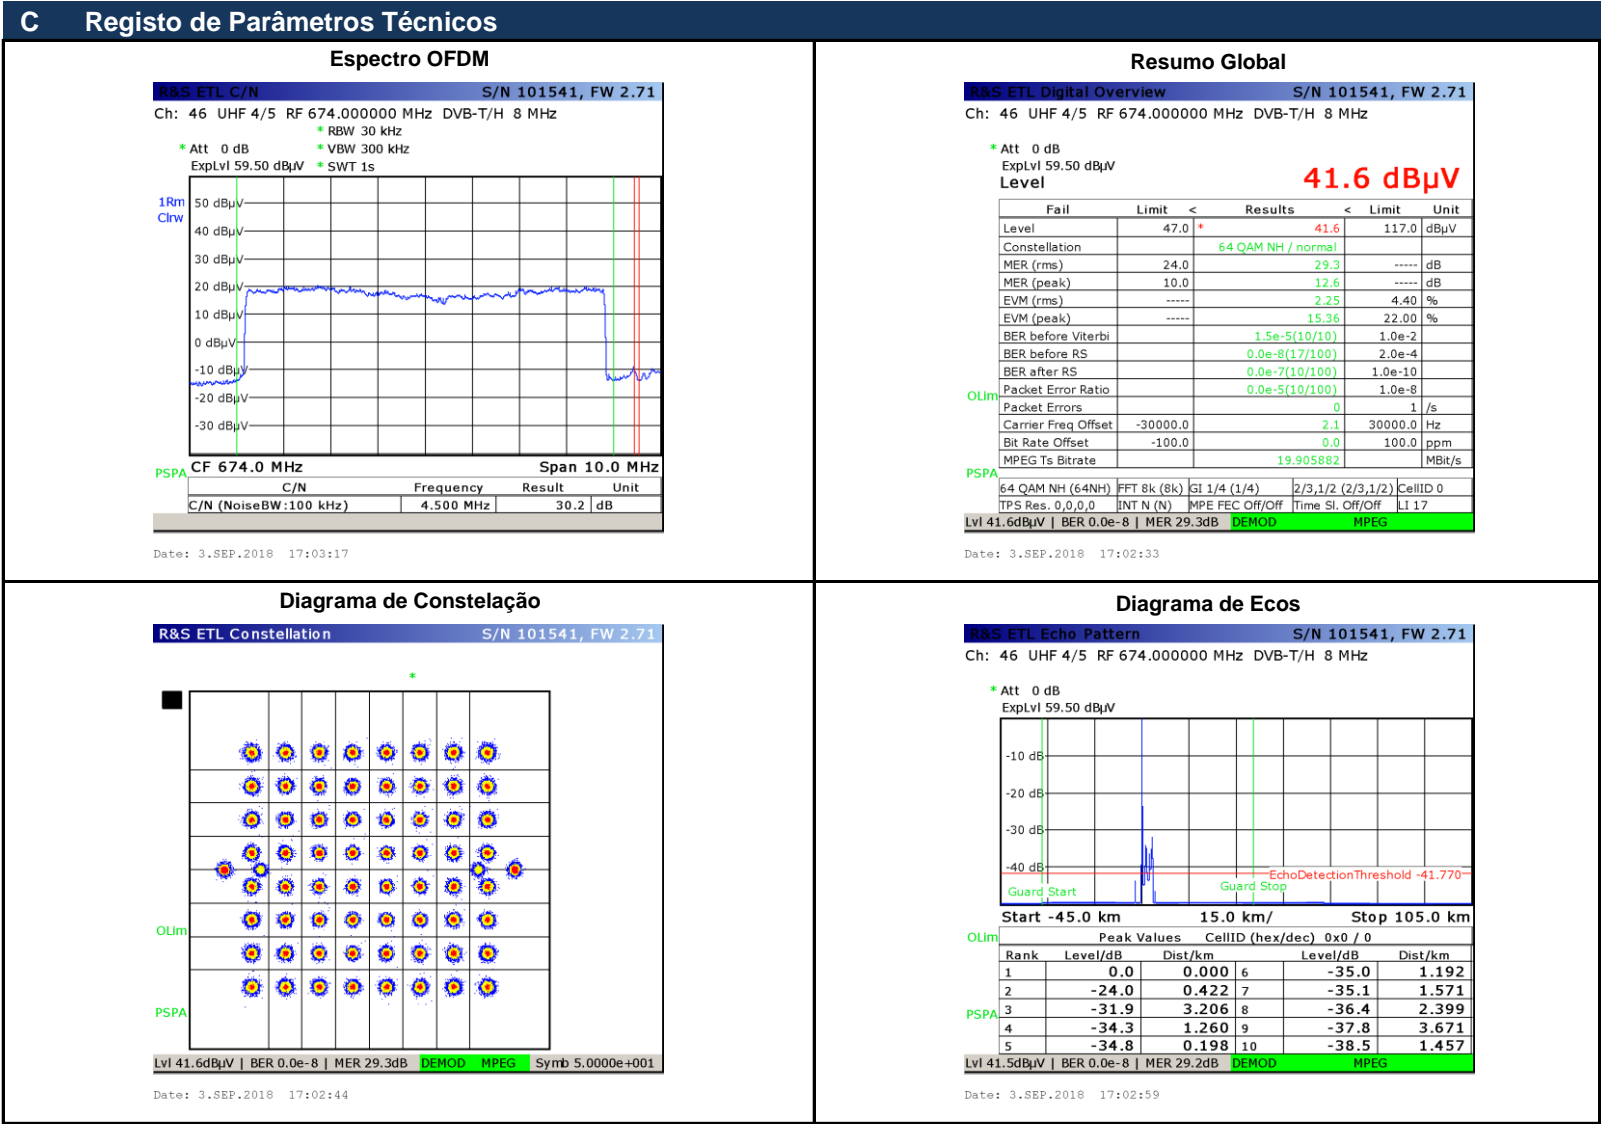 C Registo de Parâmetros Técnicos
Espectro OFDM
R&S ETL C/N S/N 101541, FW 2.71
Ch: 46 UHF 4/5 RF 674.000000 MHz DVB-T/H 8 MHz
* RBW 30 kHz
* Att 0 dB * VBW 300 kHz
ExpLvl 59.50 dBµV * SWT 1s
1Rm
Clrw
50 dBµV
40 dBµV
30 dBµV
20 dBµV
10 dBµV
0 dBµV
-10 dBµV
-20 dBµV
-30 dBµV
PSPA
CF 674.0 MHz Span 10.0 MHz
C/N Frequency Result Unit
C/N (NoiseBW:100 kHz) 4.500 MHz 30.2 dB
Date: 3.SEP.2018 17:03:17
Resumo Global
R&S ETL Digital Overview S/N 101541, FW 2.71
Ch: 46 UHF 4/5 RF 674.000000 MHz DVB-T/H 8 MHz
* Att 0 dB
ExpLvl 59.50 dBµV
Level 41.6 dBµV
Fail Limit < Results < Limit Unit
Level 47.0 * 41.6 117.0 dBµV
Constellation 64 QAM NH / normal
MER (rms) 24.0 29.3 ----- dB
MER (peak) 10.0 12.6 ----- dB
EVM (rms) ----- 2.25 4.40 %
EVM (peak) ----- 15.36 22.00 %
BER before Viterbi 1.5e-5(10/10) 1.0e-2
BER before RS 0.0e-8(17/100) 2.0e-4
BER after RS 0.0e-7(10/100) 1.0e-10
Packet Error Ratio 0.0e-5(10/100) 1.0e-8
OLim
Packet Errors 0 1 /s
Carrier Freq Offset -30000.0 2.1 30000.0 Hz
Bit Rate Offset -100.0 0.0 100.0 ppm
MPEG Ts Bitrate 19.905882 MBit/s
PSPA
64 QAM NH (64NH) FFT 8k (8k) GI 1/4 (1/4) 2/3,1/2 (2/3,1/2) CellID 0
TPS Res. 0,0,0,0 INT N (N) MPE FEC Off/Off Time Sl. Off/Off LI 17
Lvl 41.6dBµV | BER 0.0e-8 | MER 29.3dB DEMOD MPEG
Date: 3.SEP.2018 17:02:33
Diagrama de Constelação
R&S ETL Constellation S/N 101541, FW 2.71
*
OLim
PSPA
Lvl 41.6dBµV | BER 0.0e-8 | MER 29.3dB DEMOD MPEG Symb 5.0000e+001
Date: 3.SEP.2018 17:02:44
Diagrama de Ecos
R&S ETL Echo Pattern S/N 101541, FW 2.71
Ch: 46 UHF 4/5 RF 674.000000 MHz DVB-T/H 8 MHz
* Att 0 dB
ExpLvl 59.50 dBµV
-10 dB
-20 dB
-30 dB
-40 dB
EchoDetectionThreshold -41.770
Guard Start Guard Stop
Start -45.0 km 15.0 km/ Stop 105.0 km
OLim
Peak Values CellID (hex/dec) 0x0 / 0
Rank Level/dB Dist/km Level/dB Dist/km
1 0.0 0.000 6 -35.0 1.192
2 -24.0 0.422 7 -35.1 1.571
PSPA
3 -31.9 3.206 8 -36.4 2.399
4 -34.3 1.260 9 -37.8 3.671
5 -34.8 0.198 10 -38.5 1.457
Lvl 41.5dBµV | BER 0.0e-8 | MER 29.2dB DEMOD MPEG
Date: 3.SEP.2018 17:02:59